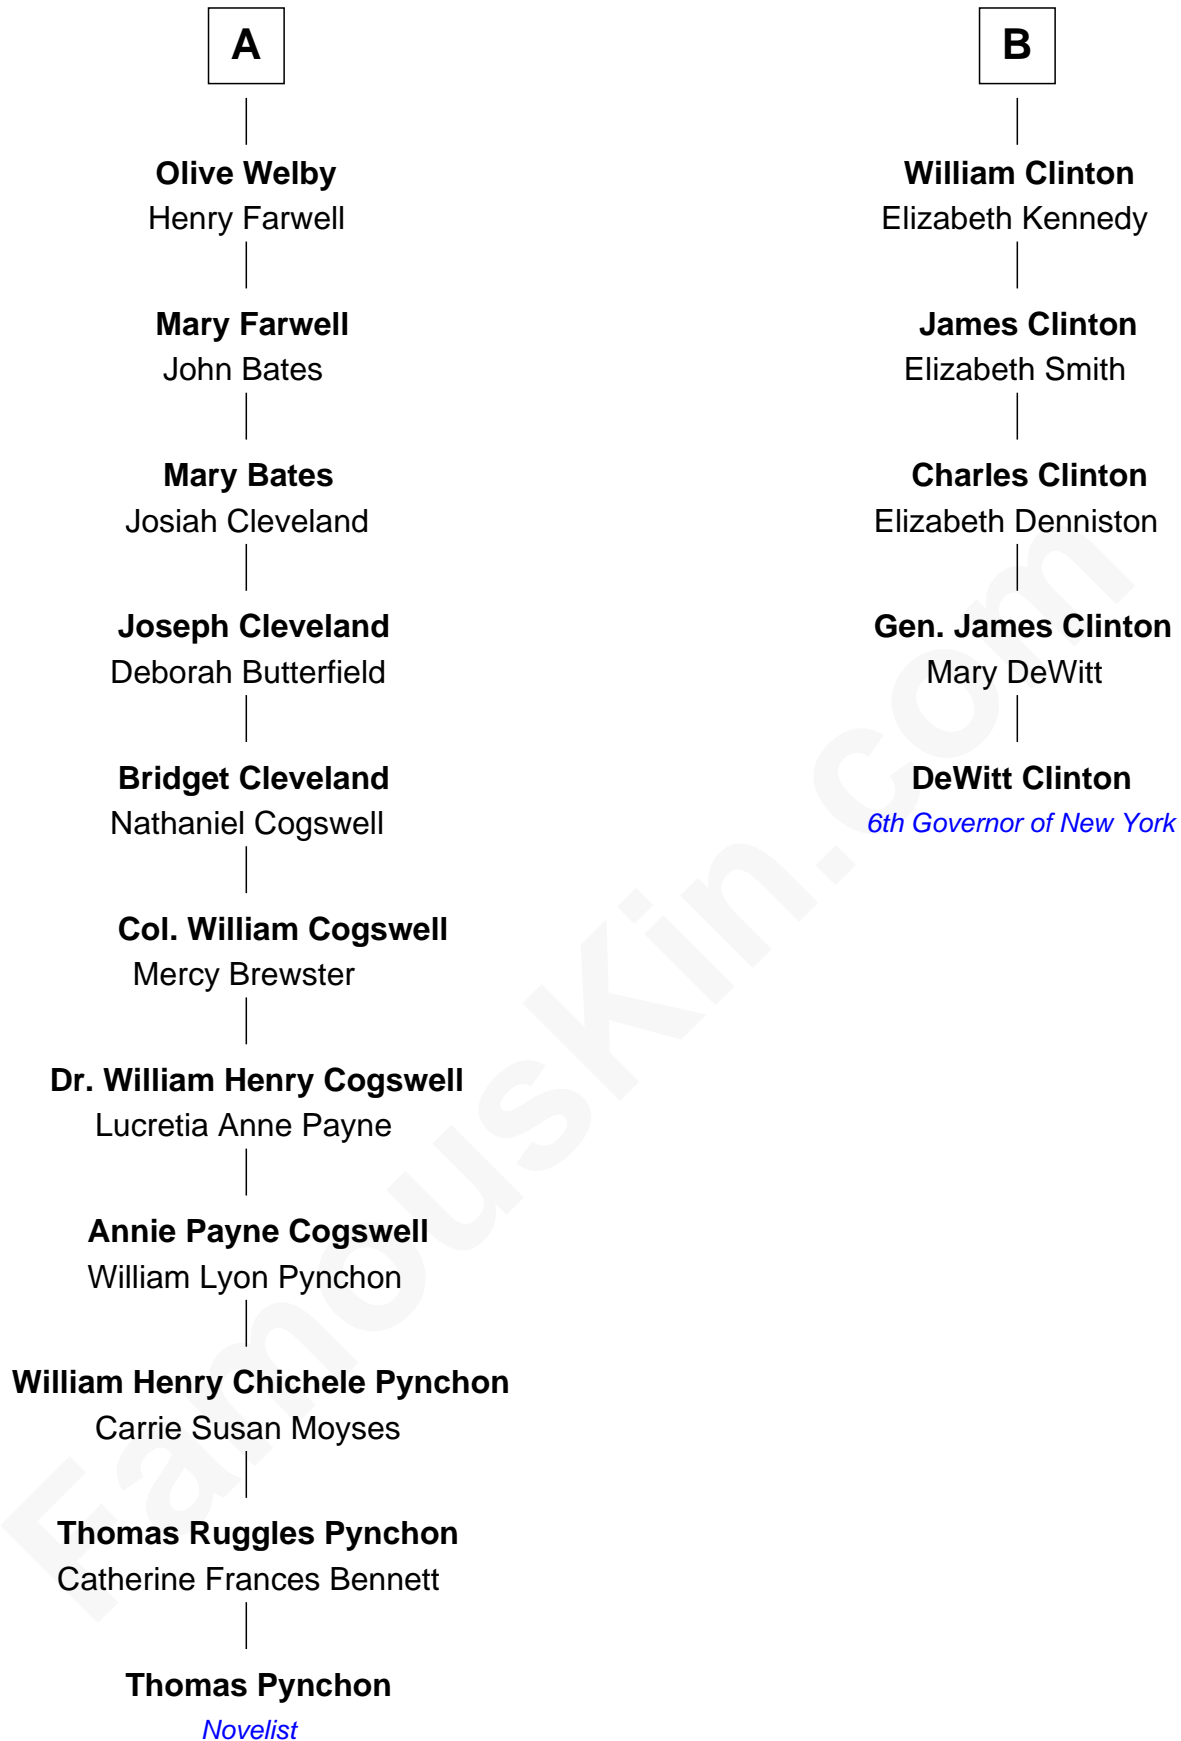 A
Olive Welby
Henry Farwell
Mary Farwell
John Bates
Mary Bates
Josiah Cleveland
Joseph Cleveland
Deborah Butterfield
Bridget Cleveland
Nathaniel Cogswell
Col. William Cogswell
Mercy Brewster
Dr. William Henry Cogswell
Lucretia Anne Payne
Annie Payne Cogswell
William Lyon Pynchon
William Henry Chichele Pynchon
Carrie Susan Moyses
Thomas Ruggles Pynchon
Catherine Frances Bennett
Thomas Pynchon
Novelist
B
William Clinton
Elizabeth Kennedy
James Clinton
Elizabeth Smith
Charles Clinton
Elizabeth Denniston
Gen. James Clinton
Mary DeWitt
DeWitt Clinton
6th Governor of New York
FamousKin.com